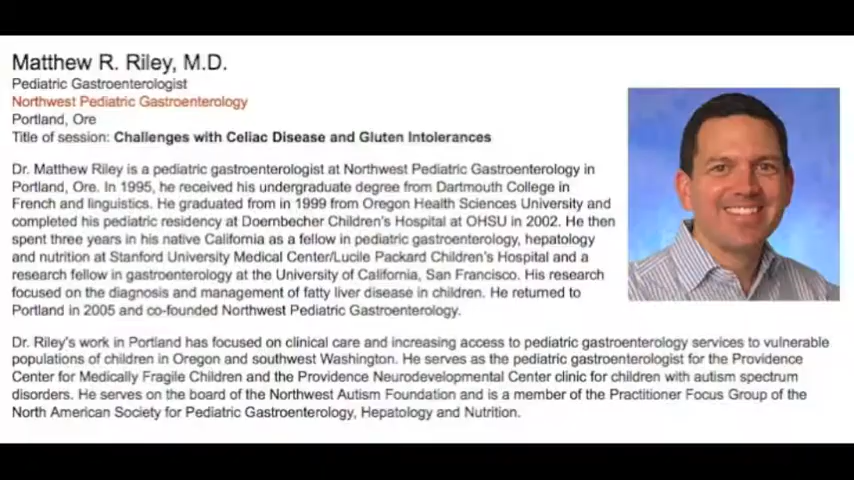 Matthew R. Riley, M.D.
Pediatric Gastroenterologist
Northwest Pediatric Gastroenterology
Portland, Ore
Title of session: Challenges with Celiac Disease and Gluten Intolerances
Dr. Matthew Riley is a pediatric gastroenterologist at Northwest Pediatric Gastroenterology in
Portland, Ore. In 1995, he received his undergraduate degree from Dartmouth College in
French and linguistics. He graduated from in 1999 from Oregon Health Sciences University and
completed his pediatric residency at Doernbecher Children's Hospital at OHSU in 2002. He then
spent three years in his native California as a fellow in pediatric gastroenterology, hepatology
and nutrition at Stanford University Medical Center/Lucile Packard Children's Hospital and a
research fellow in gastroenterology at the University of California, San Francisco. His research
focused on the diagnosis and management of fatty liver disease in children. He returned to
Portland in 2005 and co-founded Northwest Pediatric Gastroenterology.
Dr. Riley's work in Portland has focused on clinical care and increasing access to pediatric gastroenterology services to vulnerable
populations of children in Oregon and southwest Washington. He serves as the pediatric gastroenterologist for the Providence
Center for Medically Fragile Children and the Providence Neurodevelopmental Center clinic for children with autism spectrum
disorders. He serves on the board of the Northwest Autism Foundation and is a member of the Practitioner Focus Group of the
North American Society for Pediatric Gastroenterology, Hepatology and Nutrition.